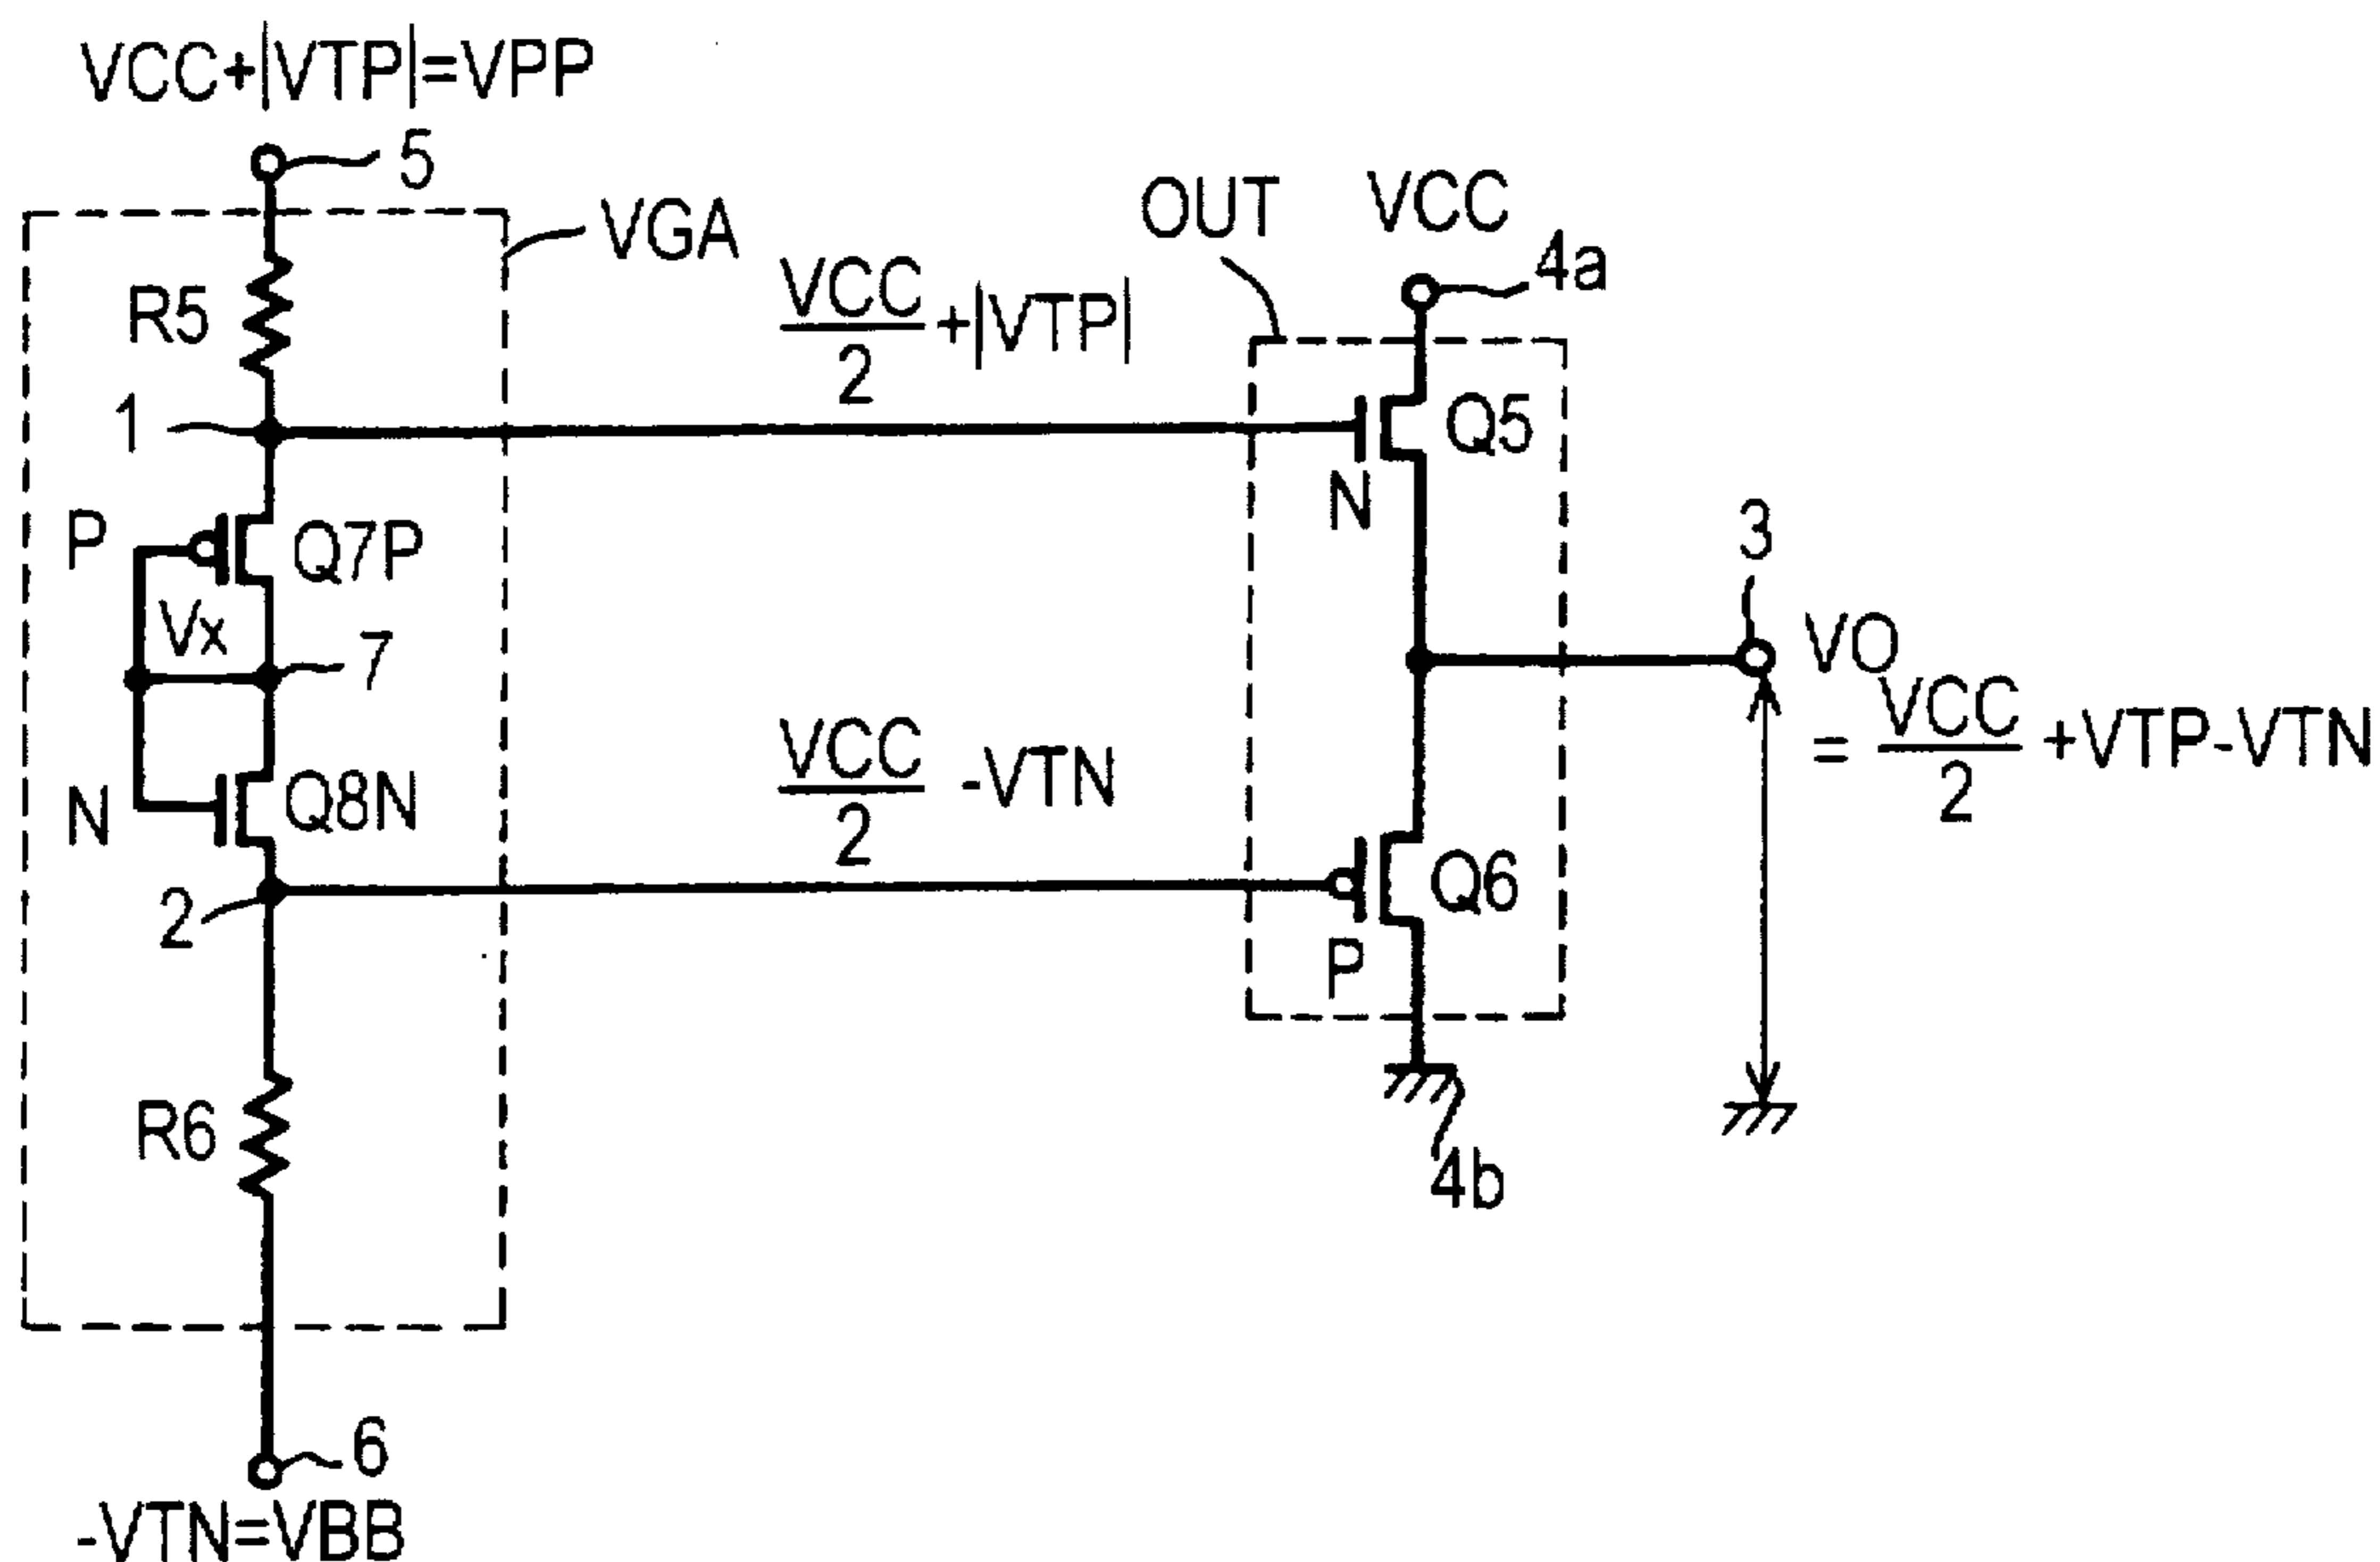 VCC+|VTP|=VPP
5
VGA
OUT
VCC
4a
R5
VCC/2 +|VTP|
1
Q5
N
P
Q7P
3
Vx
7
VO
= VCC/2 +VTP-VTN
VCC/2 -VTN
N
Q8N
Q6
2
P
R6
4b
6
-VTN=VBB